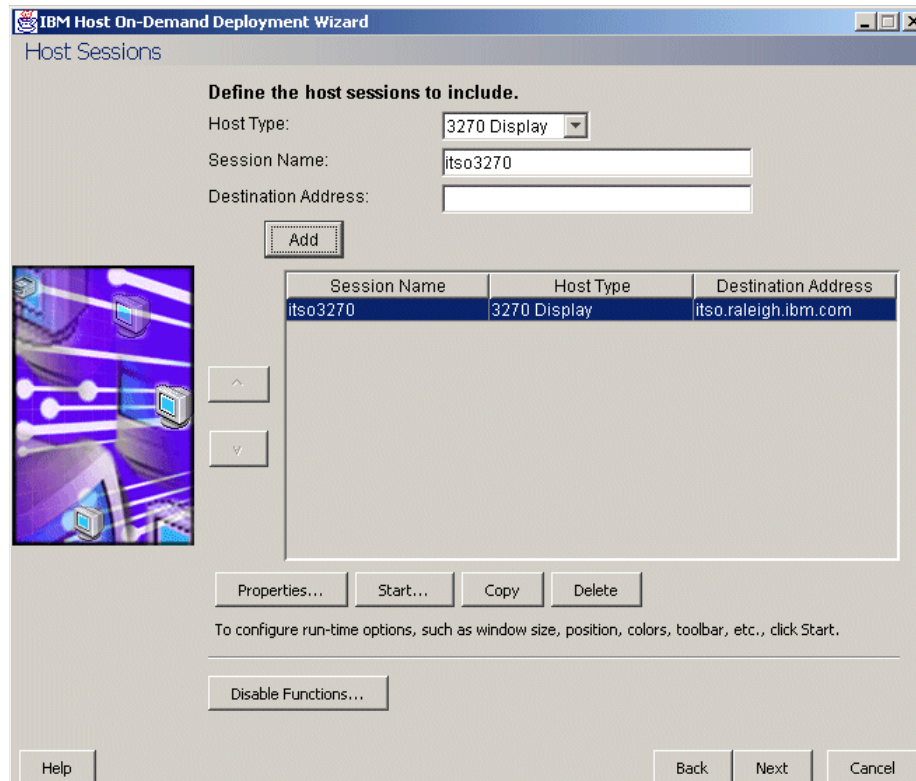 IBM Host On-Demand Deployment Wizard
Host Sessions
Define the host sessions to include.
Host Type: 3270 Display
Session Name: itso3270
Destination Address:
Add
Session Name Host Type Destination Address
itso3270 3270 Display itso.raleigh.ibm.com
^
v
Properties... Start... Copy Delete
To configure run-time options, such as window size, position, colors, toolbar, etc., click Start.
Disable Functions...
Help Back Next Cancel